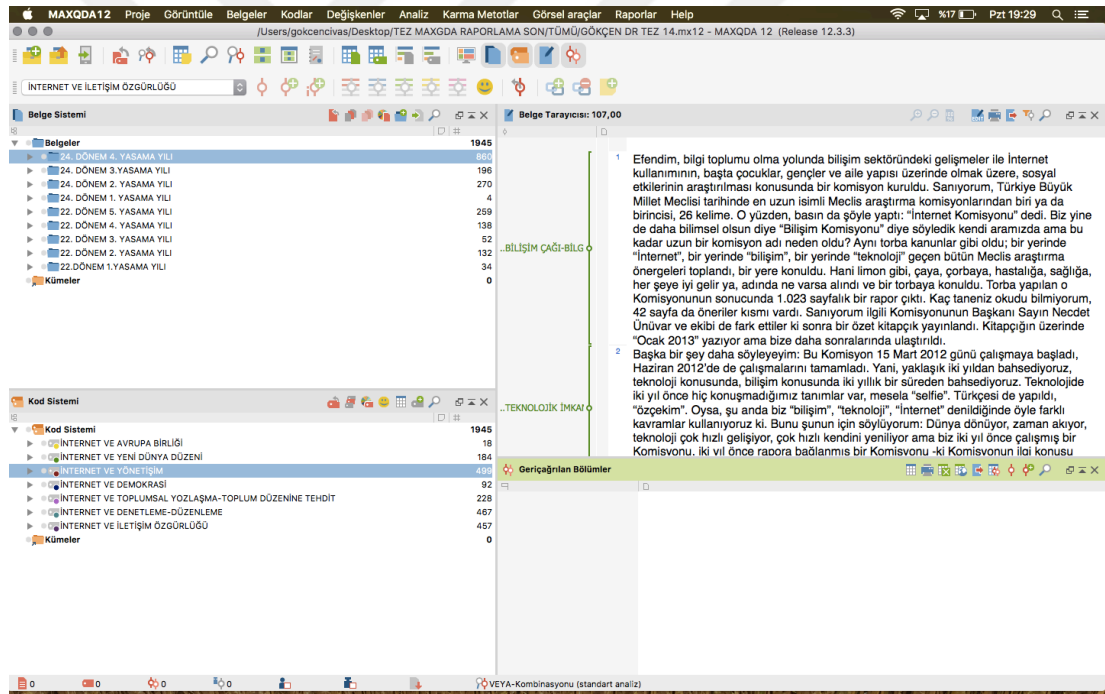 MAXQDA12 Proje Görüntüle Belgeler Kodlar Değişkenler Analiz Karma Metotlar Görsel araçlar Raporlar Help %17 Pzt 19:29
/Users/gokcencivas/Desktop/TEZ MAXGDA RAPORLAMA SON/TÜMÜ/GÖKÇEN DR TEZ 14.mx12 - MAXQDA 12 (Release 12.3.3)
İNTERNET VE İLETİŞİM ÖZGÜRLÜĞÜ
Belge Sistemi
Belgeler 1945
24. DÖNEM 4. YASAMA YILI 860
24. DÖNEM 3.YASAMA YILI 196
24. DÖNEM 2. YASAMA YILI 270
24. DÖNEM 1. YASAMA YILI 4
22. DÖNEM 5. YASAMA YILI 259
22. DÖNEM 4. YASAMA YILI 138
22. DÖNEM 3. YASAMA YILI 52
22. DÖNEM 2. YASAMA YILI 132
22.DÖNEM 1.YASAMA YILI 34
Kümeler 0
Kod Sistemi
Kod Sistemi 1945
İNTERNET VE AVRUPA BİRLİĞİ 18
İNTERNET VE YENİ DÜNYA DÜZENİ 184
İNTERNET VE YÖNETİŞİM 499
İNTERNET VE DEMOKRASİ 92
İNTERNET VE TOPLUMSAL YOZLAŞMA-TOPLUM DÜZENİNE TEHDİT 228
İNTERNET VE DENETLEME-DÜZENLEME 467
İNTERNET VE İLETİŞİM ÖZGÜRLÜĞÜ 457
Kümeler 0
Belge Tarayıcısı: 107,00
..BİLİŞİM ÇAĞI-BİLG
..TEKNOLOJİK İMKAI
1 Efendim, bilgi toplumu olma yolunda bilişim sektöründeki gelişmeler ile İnternet
kullanımının, başta çocuklar, gençler ve aile yapısı üzerinde olmak üzere, sosyal
etkilerinin araştırılması konusunda bir komisyon kuruldu. Sanıyorum, Türkiye Büyük
Millet Meclisi tarihinde en uzun isimli Meclis araştırma komisyonlarından biri ya da
birincisi, 26 kelime. O yüzden, basın da şöyle yaptı: “İnternet Komisyonu” dedi. Biz yine
de daha bilimsel olsun diye “Bilişim Komisyonu” diye söyledik kendi aramızda ama bu
kadar uzun bir komisyon adı neden oldu? Aynı torba kanunlar gibi oldu; bir yerinde
“İnternet”, bir yerinde “bilişim”, bir yerinde “teknoloji” geçen bütün Meclis araştırma
önergeleri toplandı, bir yere konuldu. Hani limon gibi, çaya, çorbaya, hastalığa, sağlığa,
her şeye iyi gelir ya, adında ne varsa alındı ve bir torbaya konuldu. Torba yapılan o
Komisyonunun sonucunda 1.023 sayfalık bir rapor çıktı. Kaç taneniz okudu bilmiyorum,
42 sayfa da öneriler kısmı vardı. Sanıyorum ilgili Komisyonunun Başkanı Sayın Necdet
Ünüvar ve ekibi de fark ettiler ki sonra bir özet kitapçık yayınlandı. Kitapçığın üzerinde
“Ocak 2013” yazıyor ama bize daha sonralarında ulaştırıldı.
2 Başka bir şey daha söyleyeyim: Bu Komisyon 15 Mart 2012 günü çalışmaya başladı,
Haziran 2012’de de çalışmalarını tamamladı. Yani, yaklaşık iki yıldan bahsediyoruz,
teknoloji konusunda, bilişim konusunda iki yıllık bir süreden bahsediyoruz. Teknolojide
iki yıl önce hiç konuşmadığımız tanımlar var, mesela “selfie”. Türkçesi de yapıldı,
“özçekim”. Oysa, şu anda biz “bilişim”, “teknoloji”, “İnternet” denildiğinde öyle farklı
kavramlar kullanıyoruz ki. Bunu şunun için söylüyorum: Dünya dönüyor, zaman akıyor,
teknoloji çok hızlı gelişiyor, çok hızlı kendini yeniliyor ama biz iki yıl önce çalışmış bir
Komisyonu, iki yıl önce rapora bağlanmış bir Komisyonu -ki Komisyonun ilgi konusu
Geriçağrılan Bölümler
0 0 0 0 VEYA-Kombinasyonu (standart analiz)